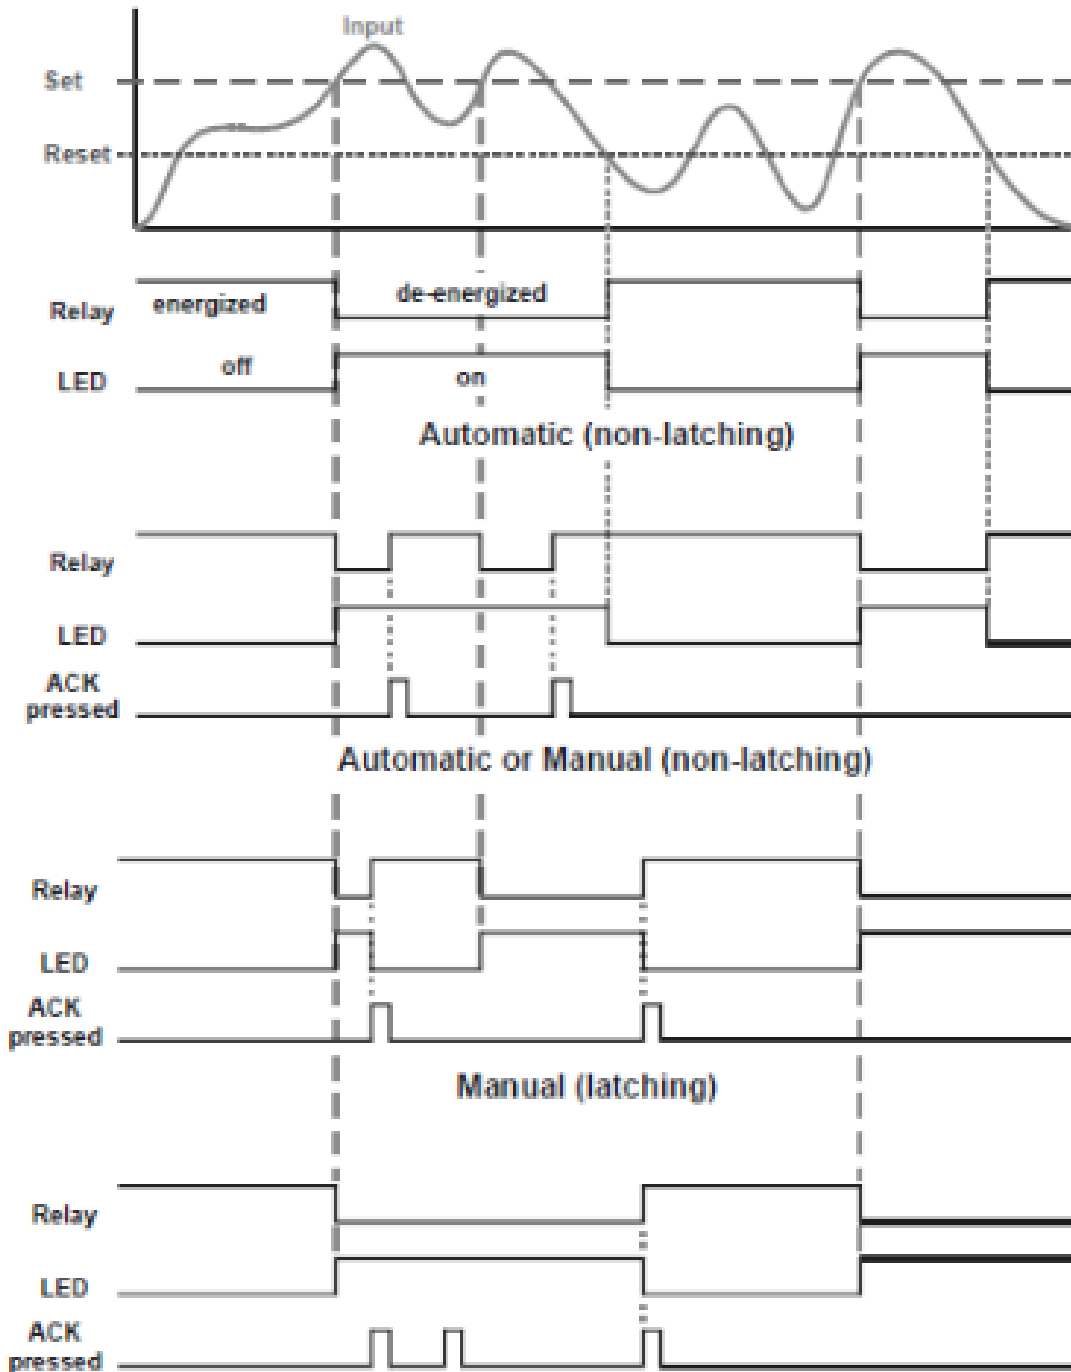 Input
Set
Reset
Relay
energized
de-energized
LED
off
on
Automatic (non-latching)
Relay
LED
ACK
pressed
Automatic or Manual (non-latching)
Relay
LED
ACK
pressed
Manual (latching)
Relay
LED
ACK
pressed